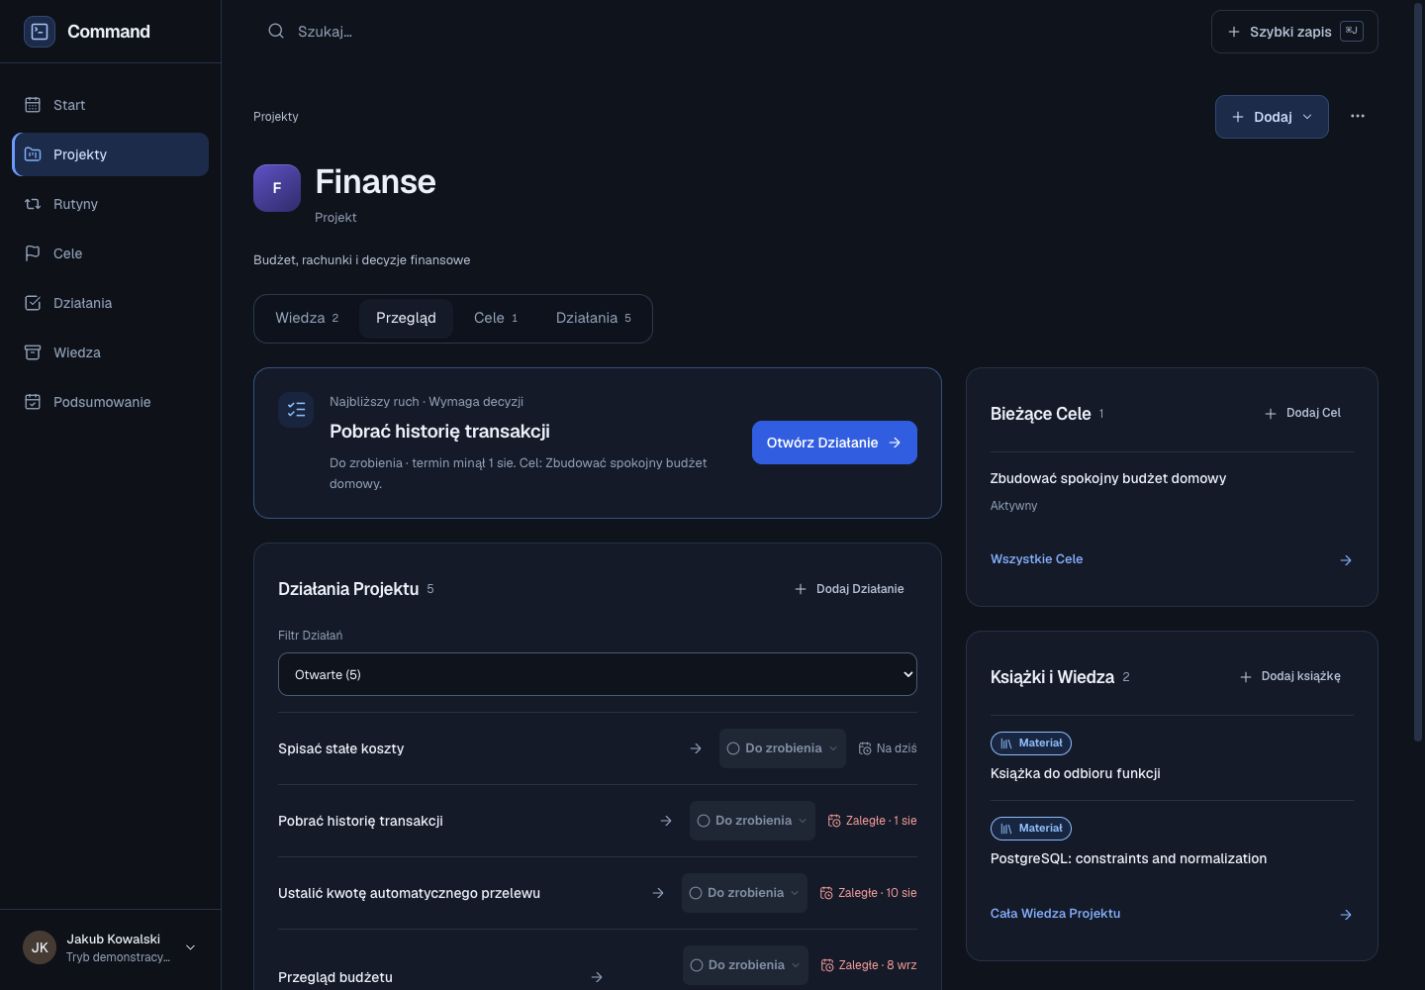 Command
Szukaj...
Szybki zapis ⌘J
Start
Projekty
Rutyny
Cele
Działania
Wiedza
Podsumowanie
JK
Jakub Kowalski
Tryb demonstracy...
Projekty
Dodaj
F
Finanse
Projekt
Budżet, rachunki i decyzje finansowe
Wiedza 2
Przegląd
Cele 1
Działania 5
Najbliższy ruch · Wymaga decyzji
Pobrać historię transakcji
Do zrobienia · termin minął 1 sie. Cel: Zbudować spokojny budżet
domowy.
Otwórz Działanie
Działania Projektu 5
Dodaj Działanie
Filtr Działań
Otwarte (5)
Spisać stałe koszty
Do zrobienia
Na dziś
Pobrać historię transakcji
Do zrobienia
Zaległe · 1 sie
Ustalić kwotę automatycznego przelewu
Do zrobienia
Zaległe · 10 sie
Przegląd budżetu
Do zrobienia
Zaległe · 8 wrz
Bieżące Cele 1
Dodaj Cel
Zbudować spokojny budżet domowy
Aktywny
Wszystkie Cele
Książki i Wiedza 2
Dodaj książkę
Materiał
Książka do odbioru funkcji
Materiał
PostgreSQL: constraints and normalization
Cała Wiedza Projektu